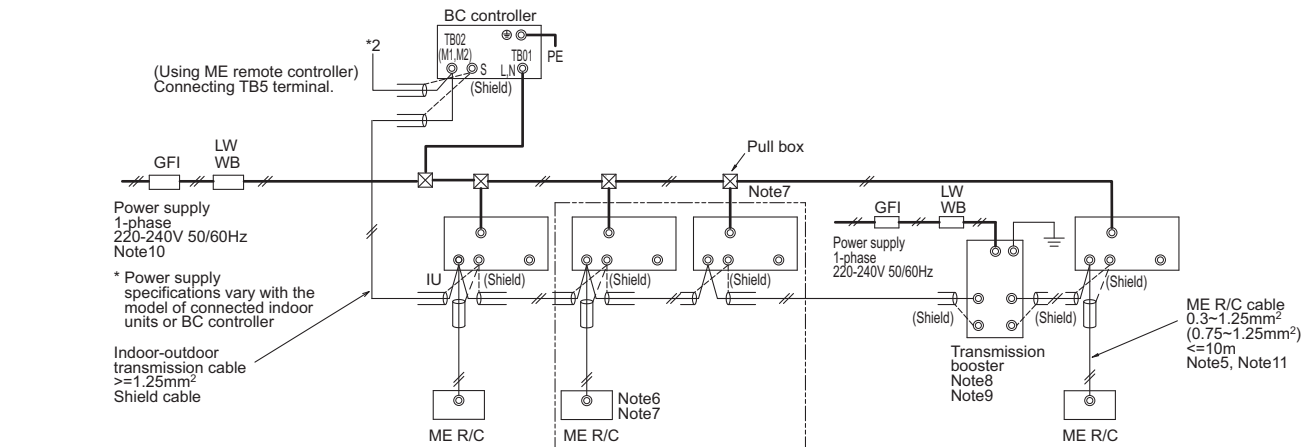 BC controller
*2
TB02
(M1,M2)
S
TB01
L,N
PE
(Shield)
(Using ME remote controller)
Connecting TB5 terminal.
GFI
LW
WB
Pull box
Note7
Power supply
1-phase
220-240V 50/60Hz
Note10
* Power supply
specifications vary with the
model of connected indoor
units or BC controller
Indoor-outdoor
transmission cable
>=1.25mm²
Shield cable
IU
(Shield)
(Shield)
(Shield)
GFI
LW
WB
Power supply
1-phase
220-240V 50/60Hz
(Shield)
(Shield)
(Shield)
Transmission
booster
Note8
Note9
ME R/C cable
0.3~1.25mm²
(0.75~1.25mm²)
<=10m
Note5, Note11
ME R/C
Note6
Note7
ME R/C
ME R/C